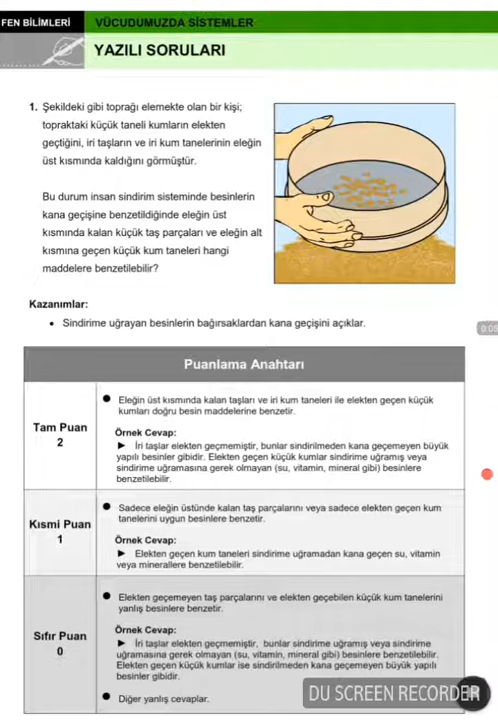 FEN BİLİMLERİ
VÜCUDUMUZDA SİSTEMLER
YAZILI SORULARI
1. Şekildeki gibi toprağı elemekte olan bir kişi;
topraktaki küçük taneli kumların elekten
geçtiğini, iri taşların ve iri kum tanelerinin eleğin
üst kısmında kaldığını görmüştür.
Bu durum insan sindirim sisteminde besinlerin
kana geçişine benzetildiğinde eleğin üst
kısmında kalan küçük taş parçaları ve eleğin alt
kısmına geçen küçük kum taneleri hangi
maddelere benzetilebilir?
Kazanımlar:
• Sindirime uğrayan besinlerin bağırsaklardan kana geçişini açıklar.
0:05
Puanlama Anahtarı
Tam Puan
2
● Eleğin üst kısmında kalan taşları ve iri kum taneleri ile elekten geçen küçük
kumları doğru besin maddelerine benzetir.
Örnek Cevap:
► İri taşlar elekten geçmemiştir, bunlar sindirilmeden kana geçemeyen büyük
yapılı besinler gibidir. Elekten geçen küçük kumlar sindirime uğramış veya
sindirime uğramasına gerek olmayan (su, vitamin, mineral gibi) besinlere
benzetilebilir.
Kısmi Puan
1
● Sadece eleğin üstünde kalan taş parçalarını veya sadece elekten geçen kum
tanelerini uygun besinlere benzetir.
Örnek Cevap:
► Elekten geçen kum taneleri sindirime uğramadan kana geçen su, vitamin
veya minerallere benzetilebilir.
Sıfır Puan
0
● Elekten geçemeyen taş parçalarını ve elekten geçebilen küçük kum tanelerini
yanlış besinlere benzetir.
Örnek Cevap:
► İri taşlar elekten geçmemiştir, bunlar sindirime uğramış veya sindirime
uğramasına gerek olmayan (su, vitamin, mineral gibi) besinlere benzetilebilir.
Elekten geçen küçük kumlar ise sindirilmeden kana geçemeyen büyük yapılı
besinler gibidir.
● Diğer yanlış cevaplar.
DU SCREEN RECORDER